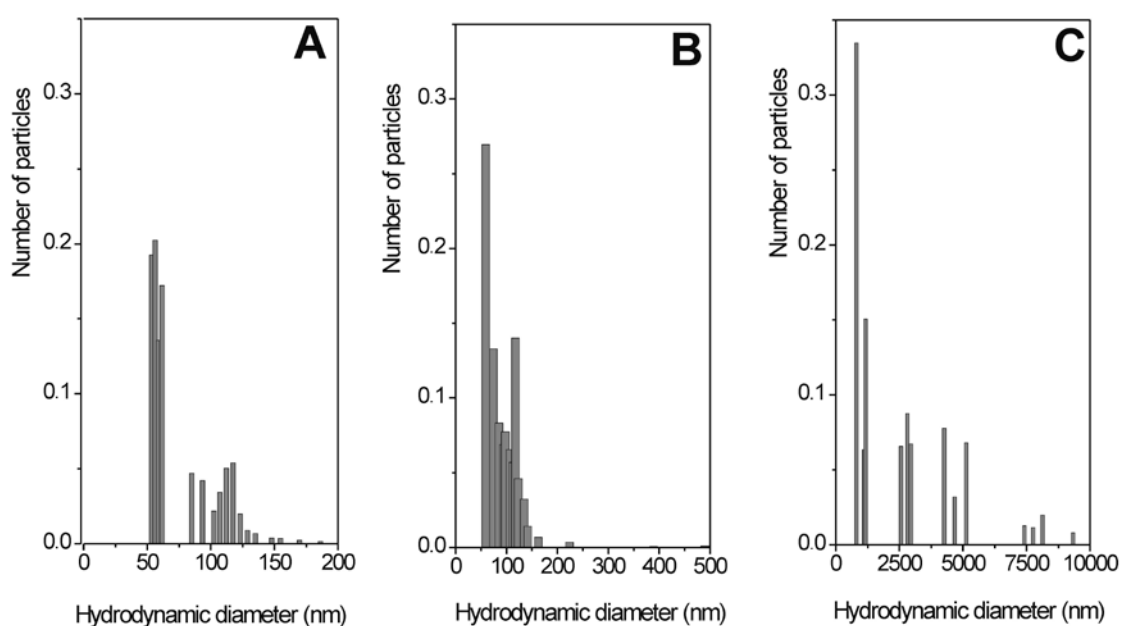 A
Number of particles
0.3
0.2
0.1
0.0
0 50 100 150 200
Hydrodynamic diameter (nm)
B
Number of particles
0.3
0.2
0.1
0.0
0 100 200 300 400 500
Hydrodynamic diameter (nm)
C
Number of particles
0.3
0.2
0.1
0.0
0 2500 5000 7500 10000
Hydrodynamic diameter (nm)